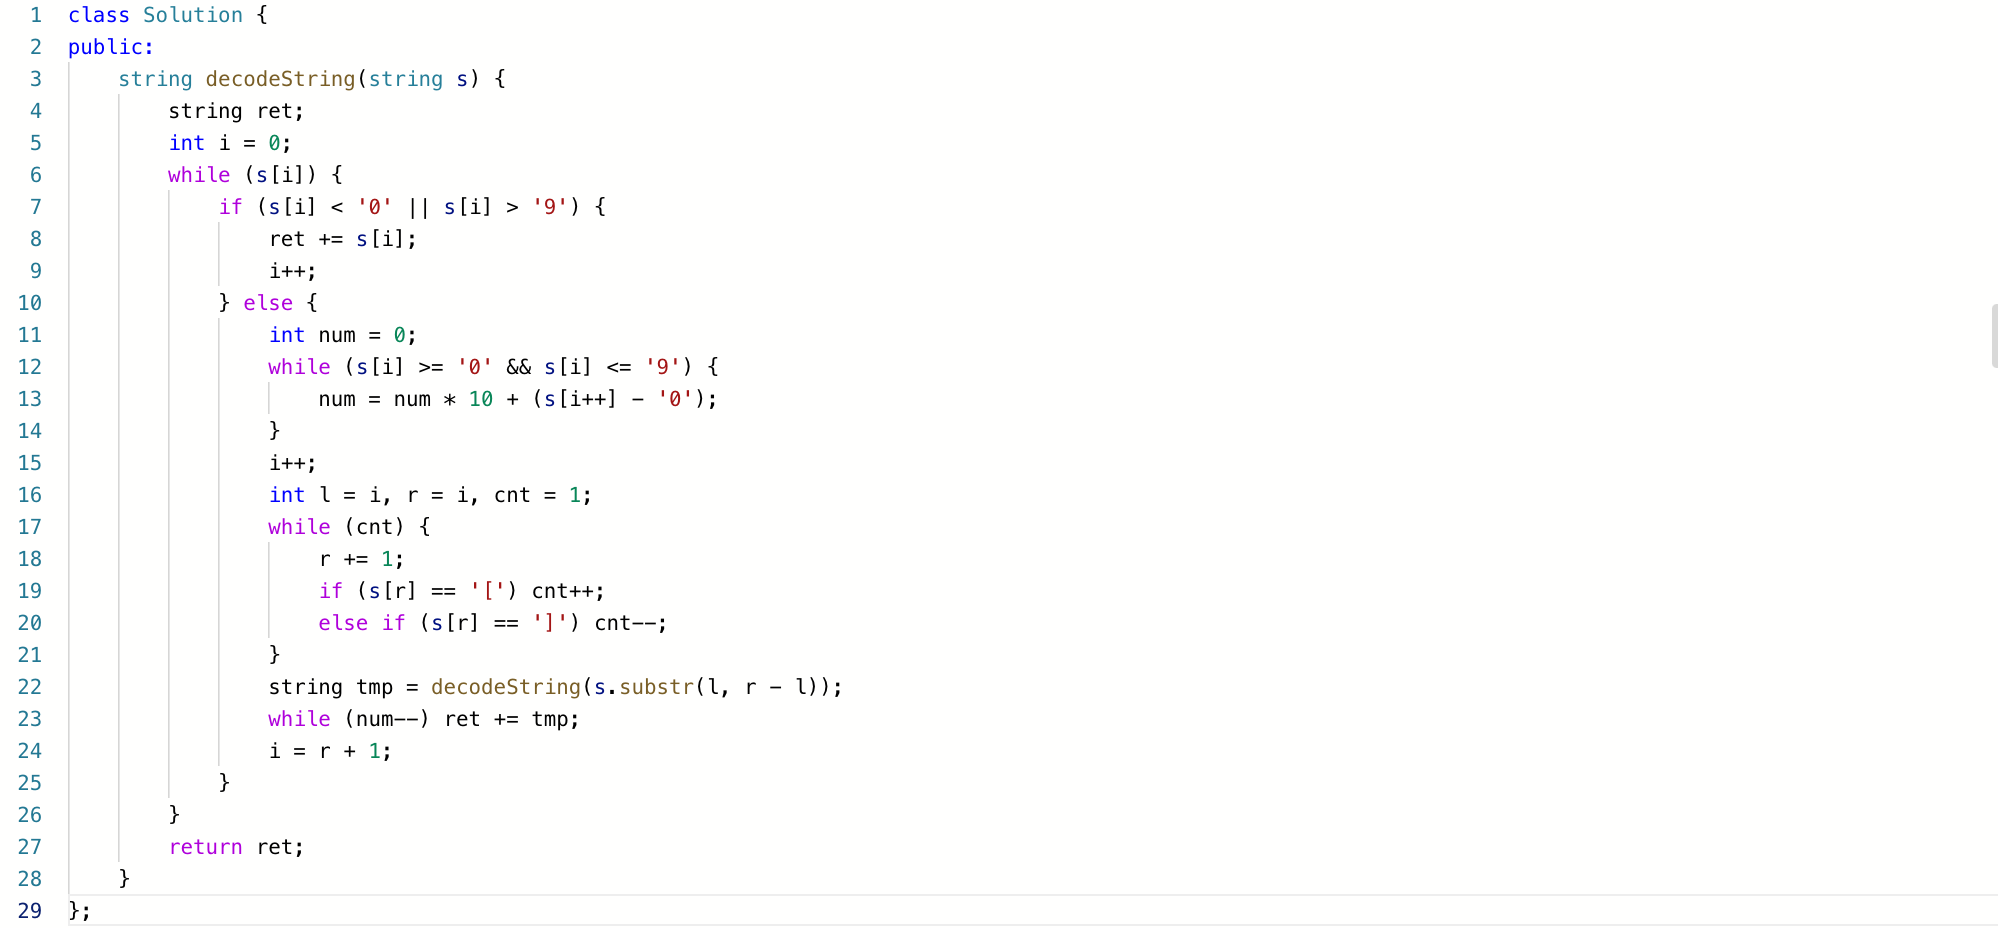 1 class Solution {
2 public:
3     string decodeString(string s) {
4         string ret;
5         int i = 0;
6         while (s[i]) {
7             if (s[i] < '0' || s[i] > '9') {
8                 ret += s[i];
9                 i++;
10             } else {
11                 int num = 0;
12                 while (s[i] >= '0' && s[i] <= '9') {
13                     num = num * 10 + (s[i++] - '0');
14                 }
15                 i++;
16                 int l = i, r = i, cnt = 1;
17                 while (cnt) {
18                     r += 1;
19                     if (s[r] == '[') cnt++;
20                     else if (s[r] == ']') cnt--;
21                 }
22                 string tmp = decodeString(s.substr(l, r - l));
23                 while (num--) ret += tmp;
24                 i = r + 1;
25             }
26         }
27         return ret;
28     }
29 };